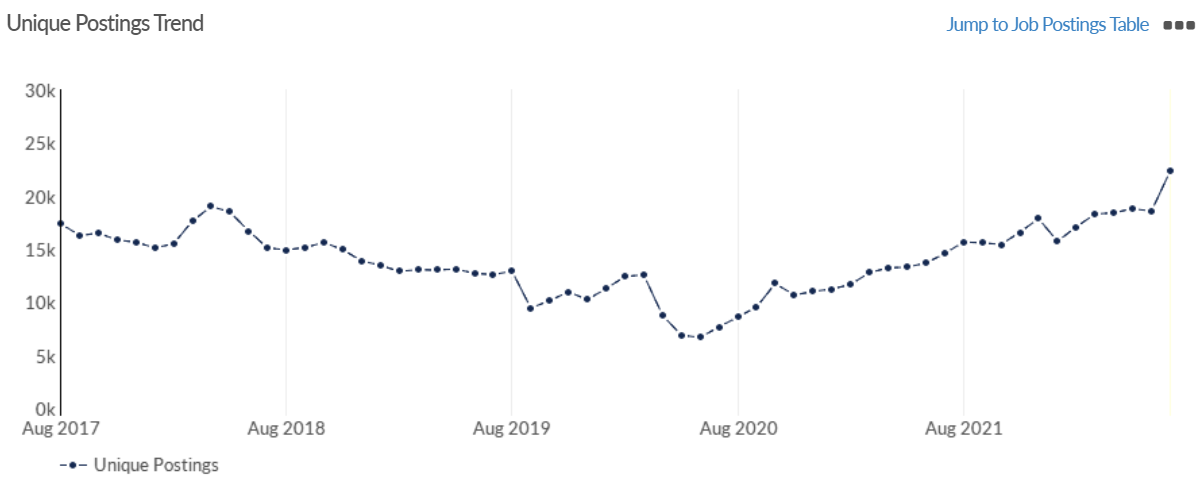 Unique Postings Trend
Jump to Job Postings Table
30k
25k
20k
15k
10k
5k
0k
Aug 2017
Aug 2018
Aug 2019
Aug 2020
Aug 2021
Unique Postings